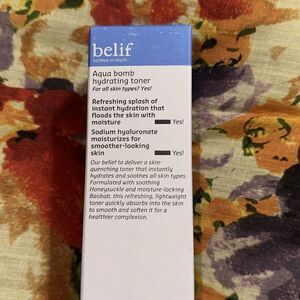 belif
believe in truth
Aqua bomb
hydrating toner
For all skin types? Yes!
Refreshing splash of
instant hydration that
floods the skin with
moisture Yes!
Sodium hyaluronate
moisturizes for
smoother-looking
skin Yes!
Our belief to deliver a skin-
quenching toner that instantly
hydrates and soothes all skin types.
Formulated with soothing
Honeysuckle and moisture-locking
Baobab, this refreshing, lightweight
toner quickly absorbs into the skin
to smooth and soften it for a
healthier complexion.